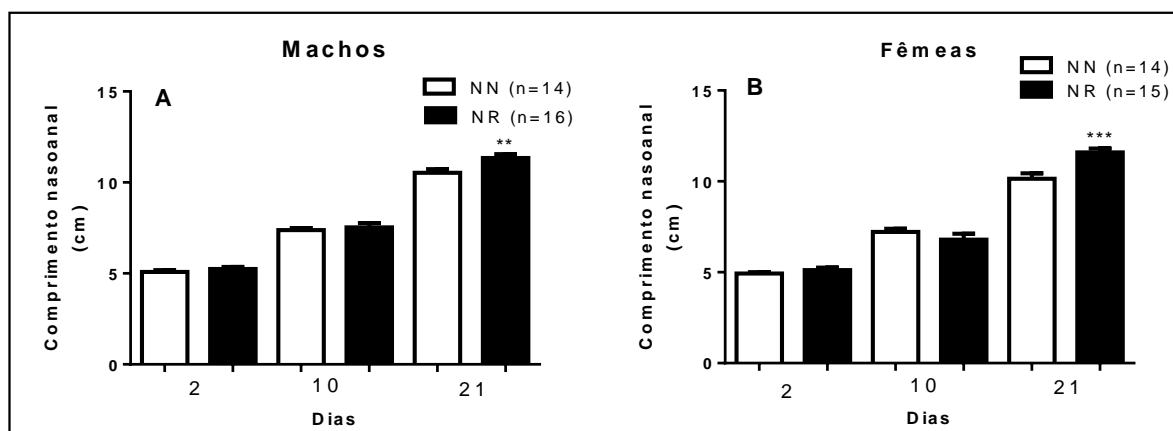 Machos
A
NN (n=14)
NR (n=16)
**
15
10
5
0
Comprimento nasoanal
(cm)
2
10
21
Dias
Fêmeas
B
NN (n=14)
NR (n=15)
***
15
10
5
0
Comprimento nasoanal
(cm)
2
10
21
Dias